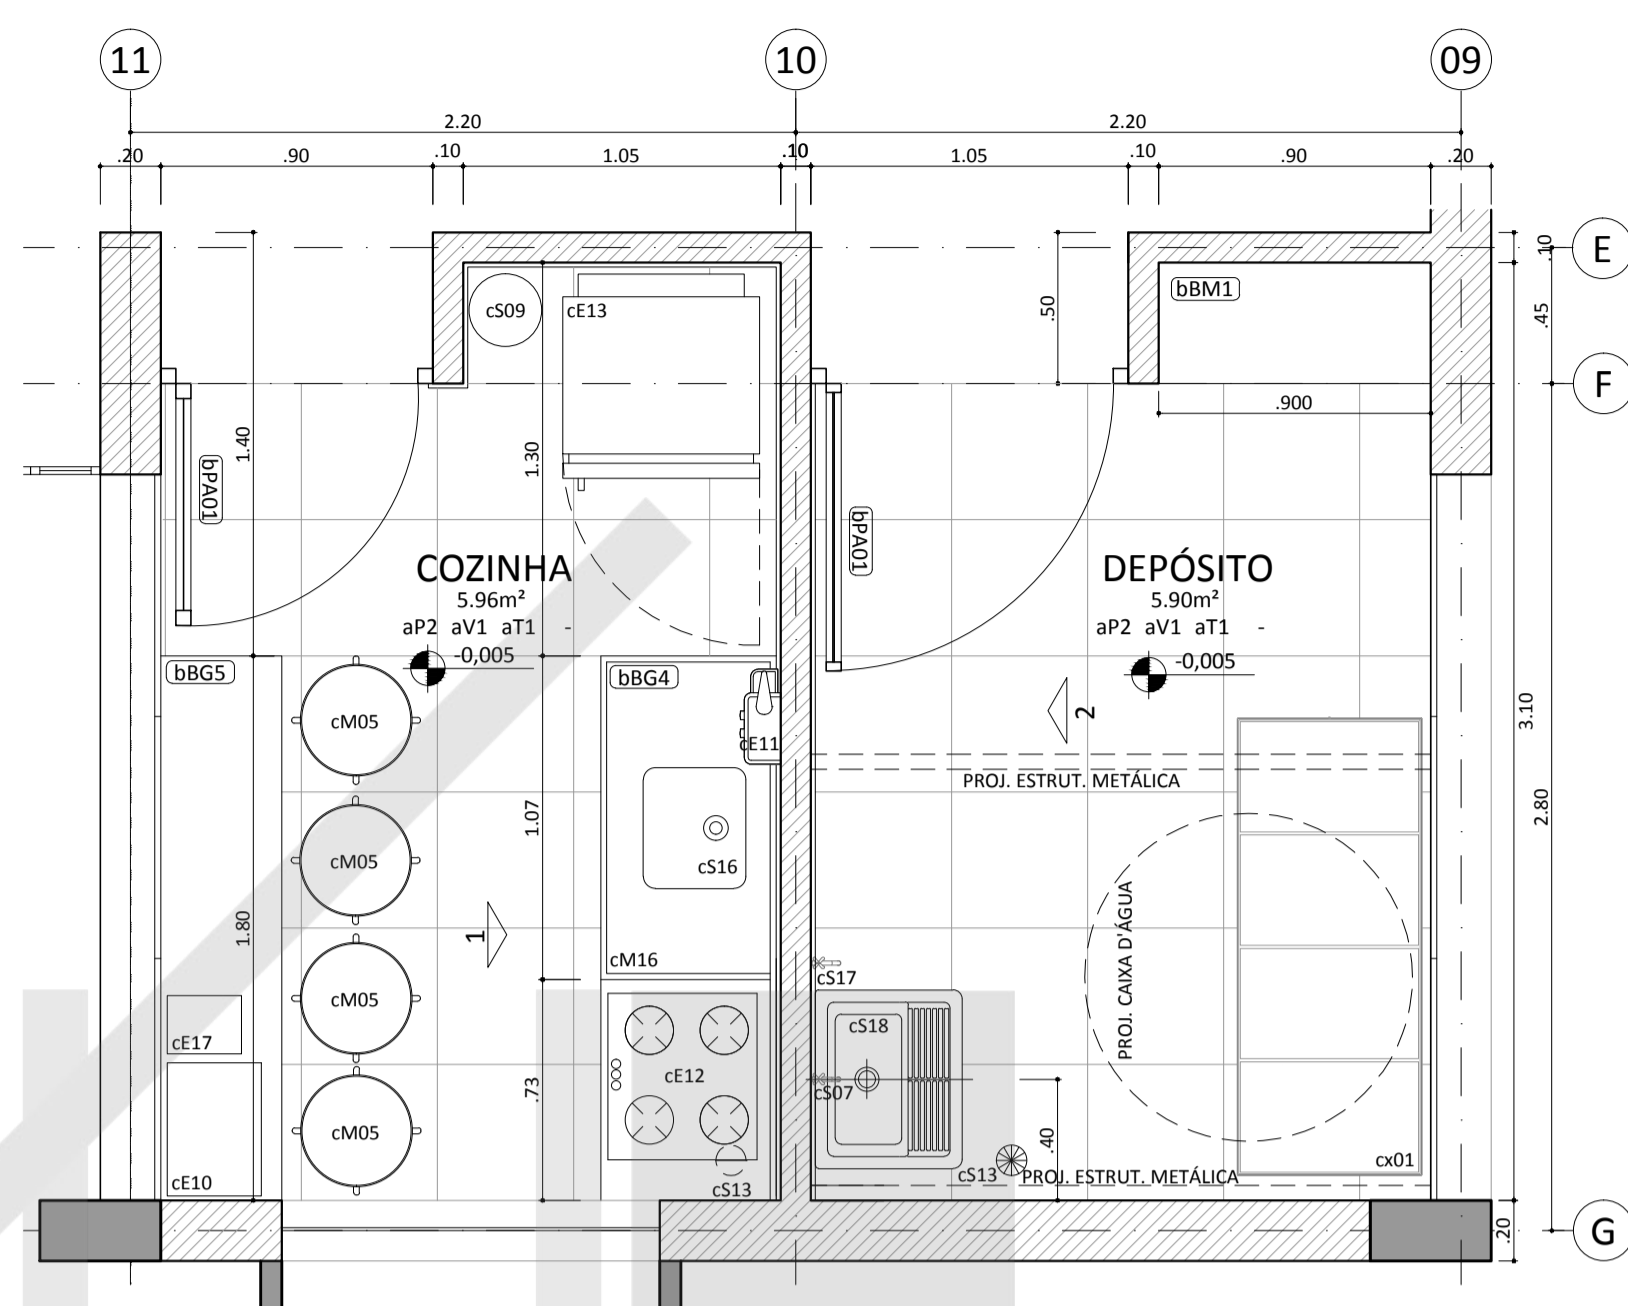 11
10
09
2.20
2.20
.20
.90
.10
1.05
.10
1.05
.10
.90
.20
E
.10
bBM1
cS09
cE13
.50
.45
F
.900
1.40
1.30
bPA01
bPA01
COZINHA
5.96m²
aP2 aV1 aT1 -
-0,005
DEPÓSITO
5.90m²
aP2 aV1 aT1 -
-0,005
bBG5
bBG4
cM05
cE11
2
3.10
PROJ. ESTRUT. METÁLICA
2.80
1.07
cM05
cS16
1.80
1
cM16
PROJ. CAIXA D'ÁGUA
cS17
cM05
cS18
cE17
cE12
cS07
.73
cM05
.40
cE10
cS13
cS13
PROJ. ESTRUT. METÁLICA
cx01
.20
G